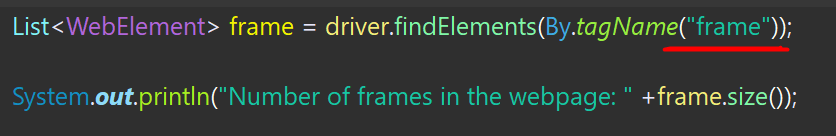 List<WebElement> frame = driver.findElements(By.tagName("frame"));
System.out.println("Number of frames in the webpage: " +frame.size());